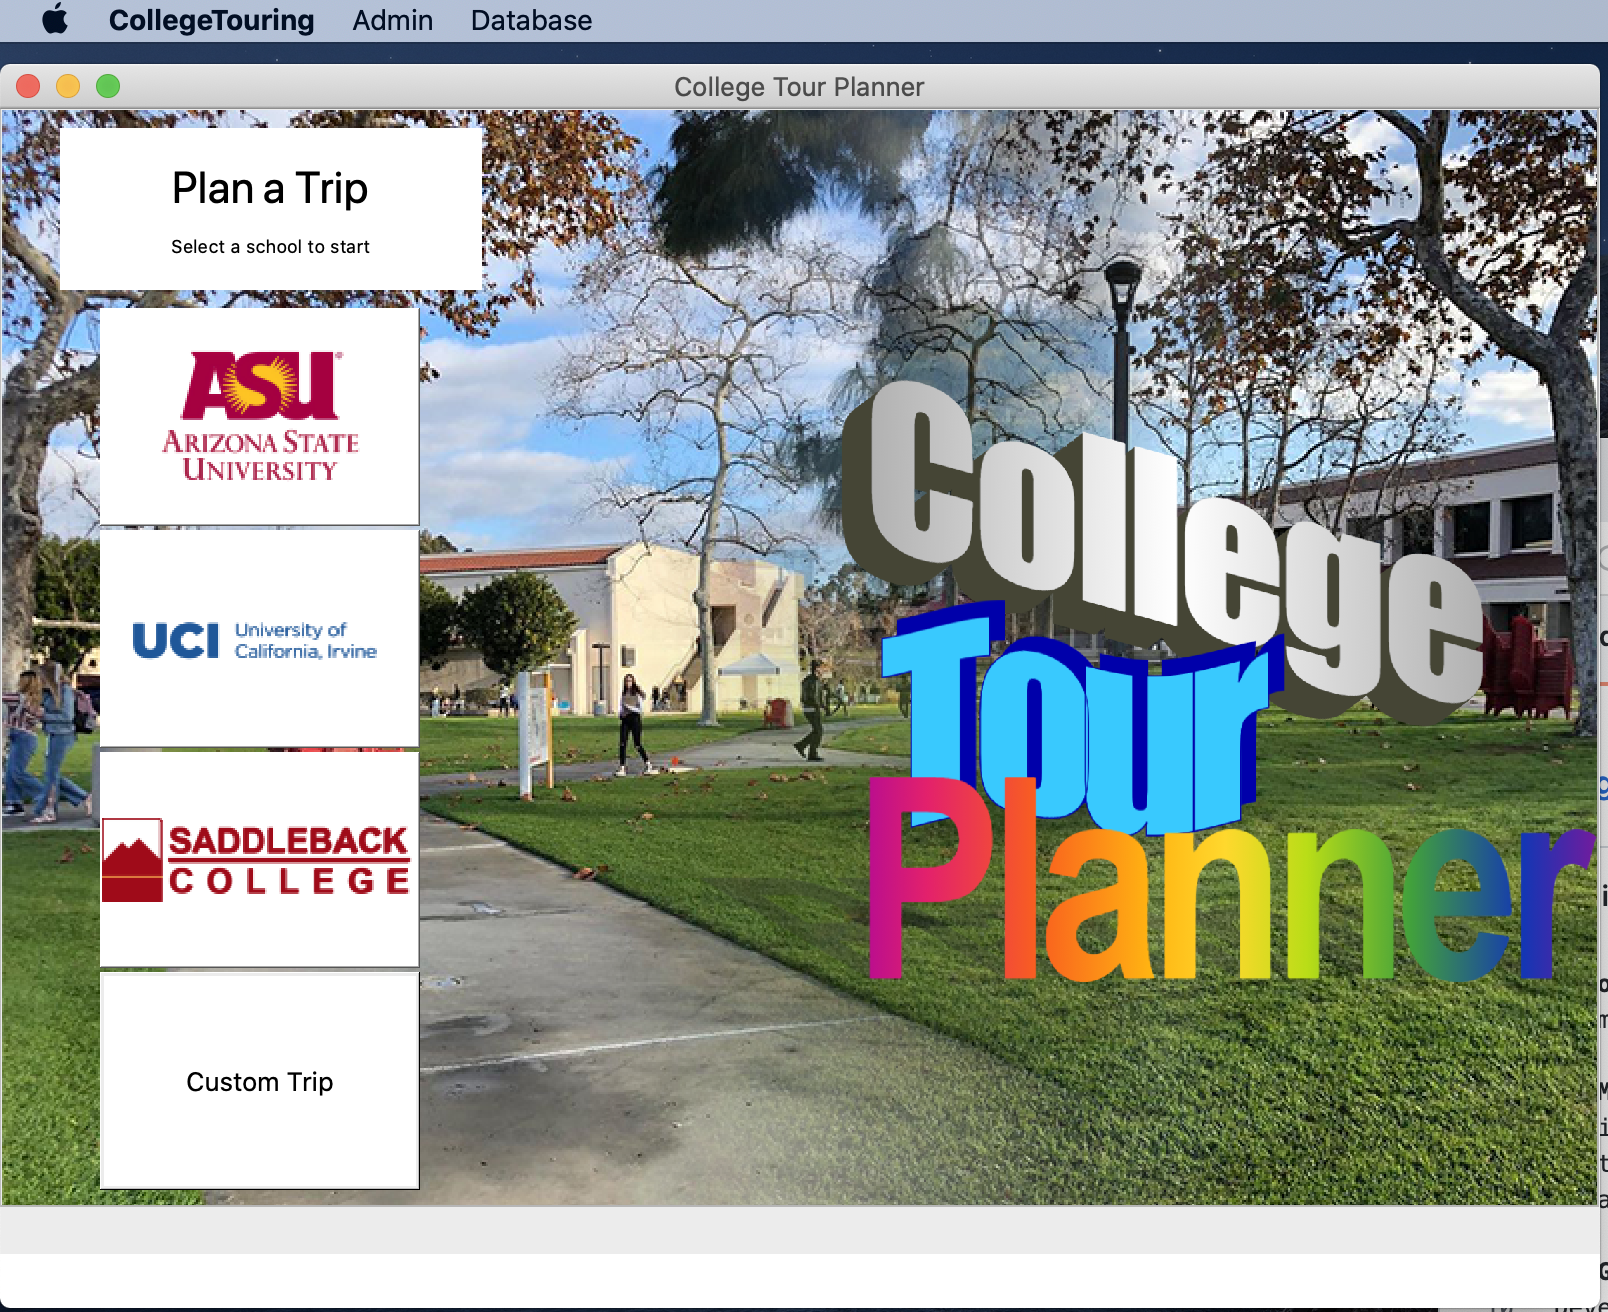 CollegeTouring Admin Database
College Tour Planner
Plan a Trip
Select a school to start
ASU
ARIZONA STATE
UNIVERSITY
UCI University of
California, Irvine
SADDLEBACK
COLLEGE
Custom Trip
College
Tour
Planner